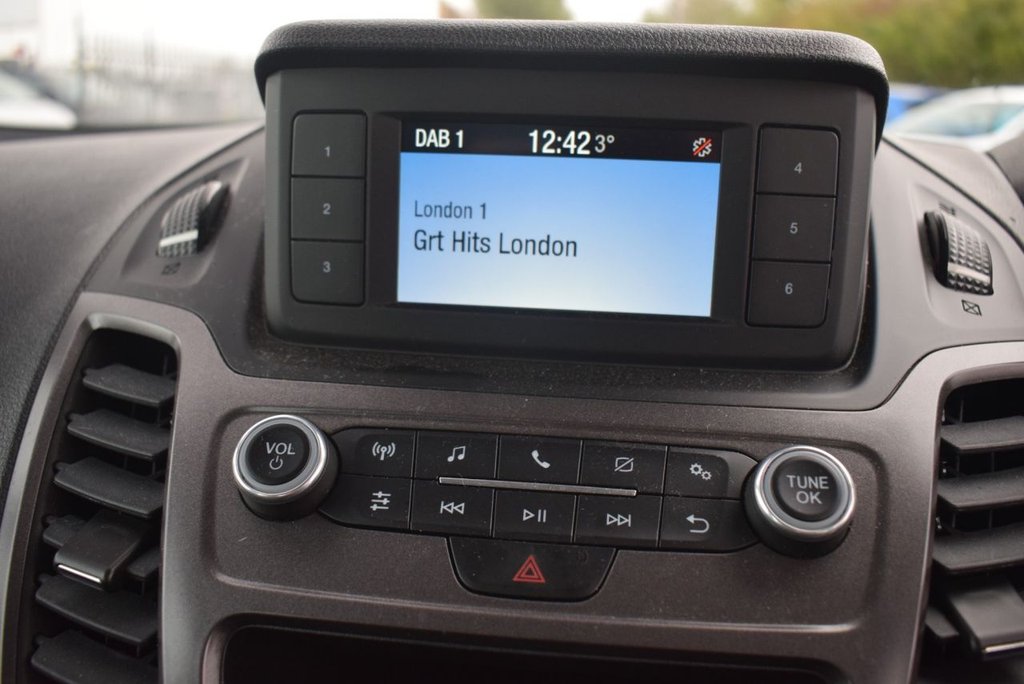 DAB 1 12:42 3°
London 1
Grt Hits London
1
2
3
4
5
6
VOL
TUNE
OK